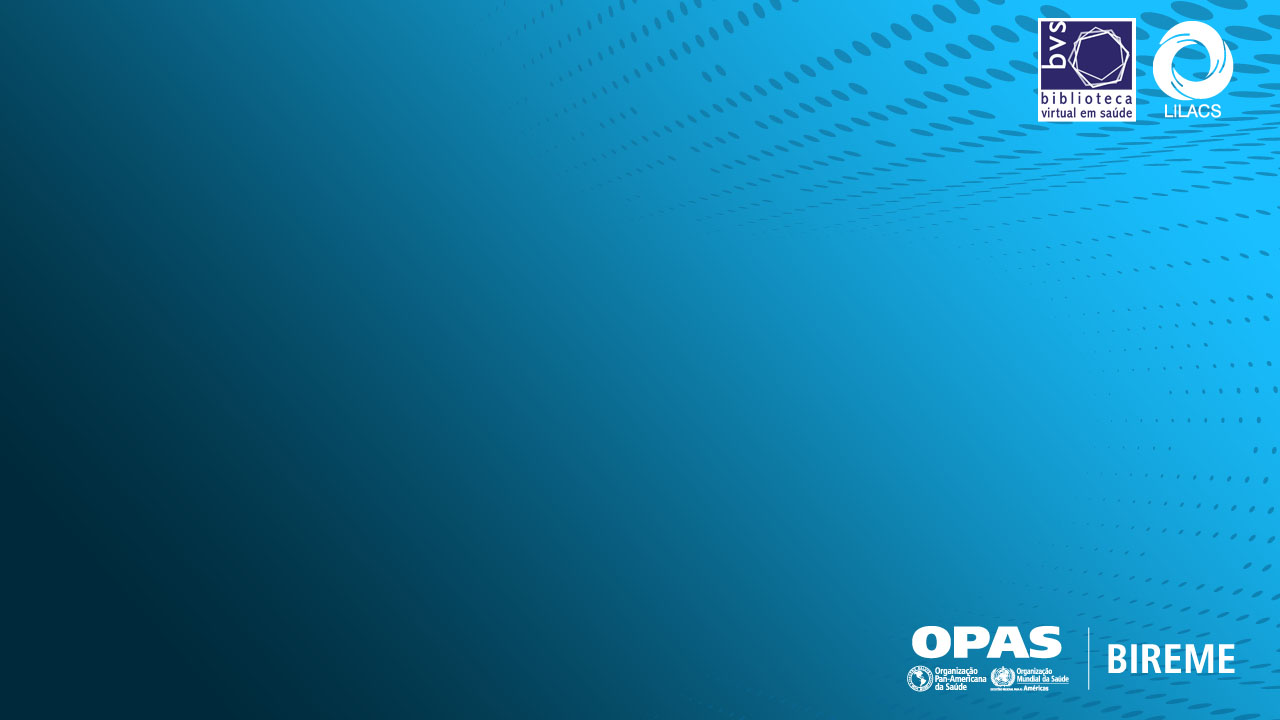 bvs
biblioteca
virtual em saúde
LILACS
OPAS
Organização
Pan-Americana
da Saúde
Organização
Mundial da Saúde
Américas
BIREME